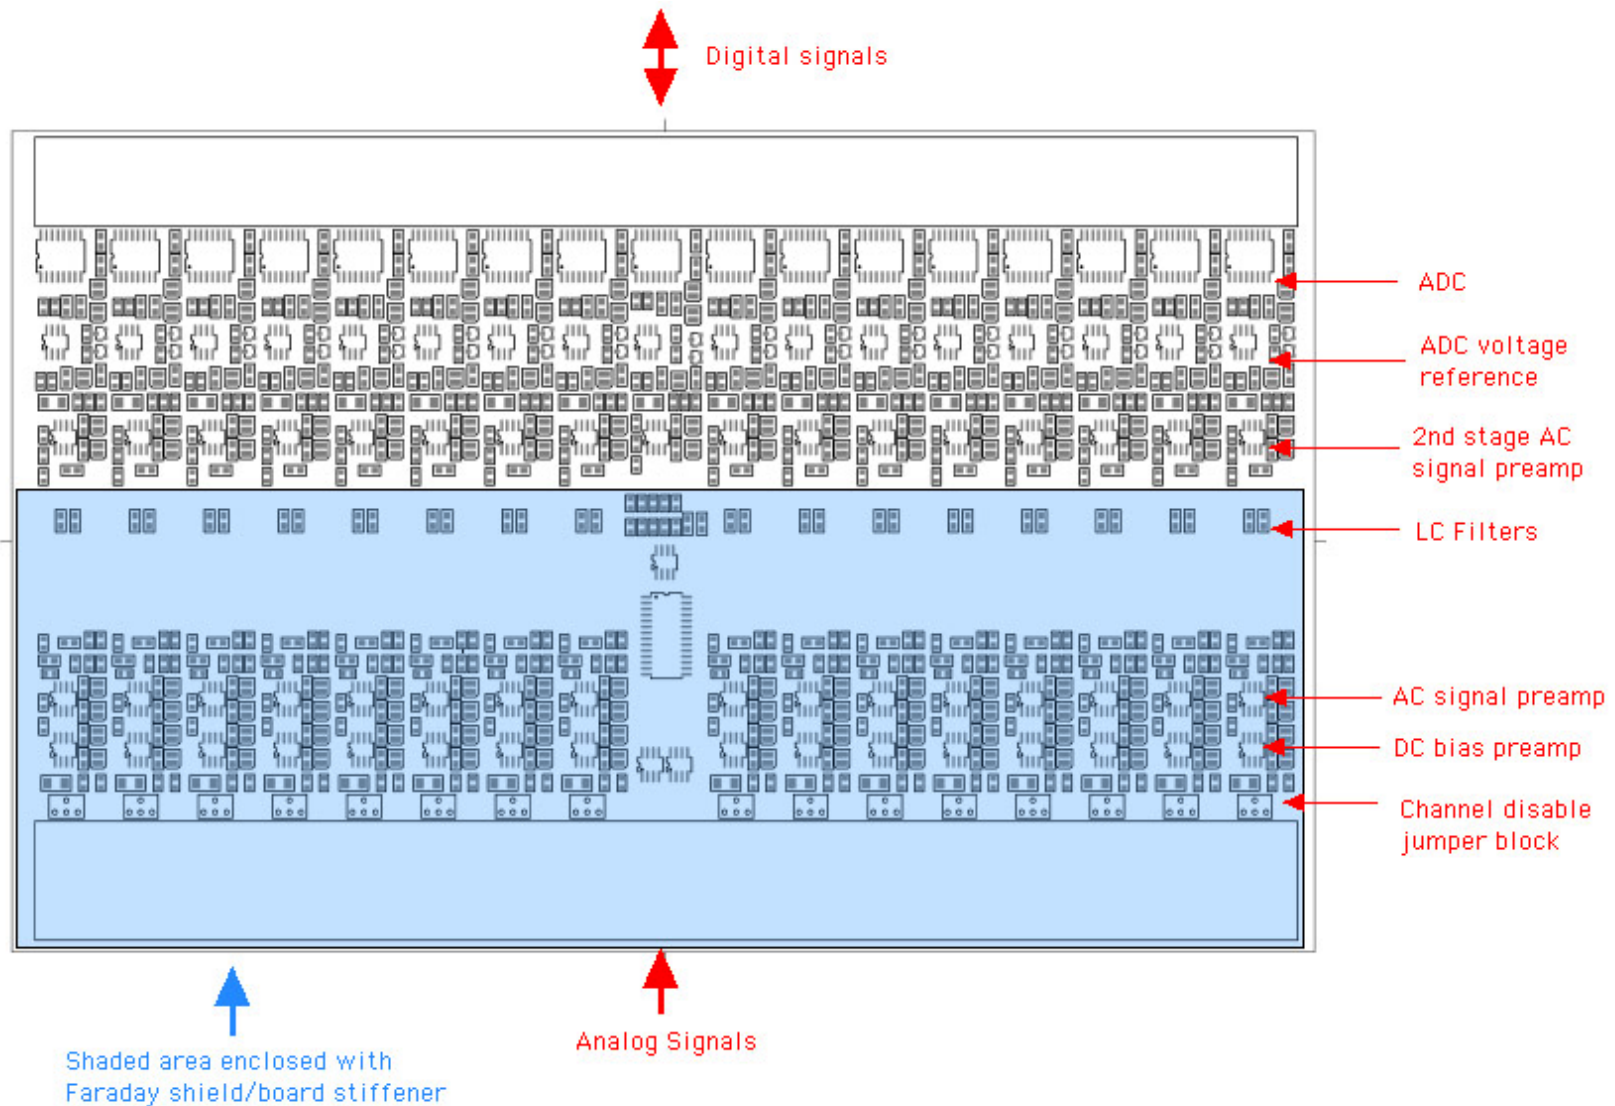 Digital signals
ADC
ADC voltage
reference
2nd stage AC
signal preamp
LC Filters
AC signal preamp
DC bias preamp
Channel disable
jumper block
Analog Signals
Shaded area enclosed with
Faraday shield/board stiffener